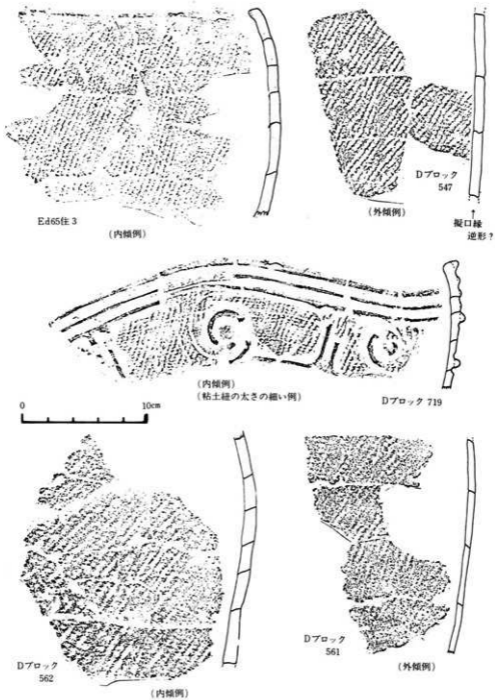 Ed65住3
(内傾例)
Dブロック
547
(外傾例)
↑
擬口縁
逆形?
(内傾例)
(粘土紐の太さの細い例)
Dブロック 719
0 10cm
Dブロック
562
(内傾例)
Dブロック
561
(外傾例)